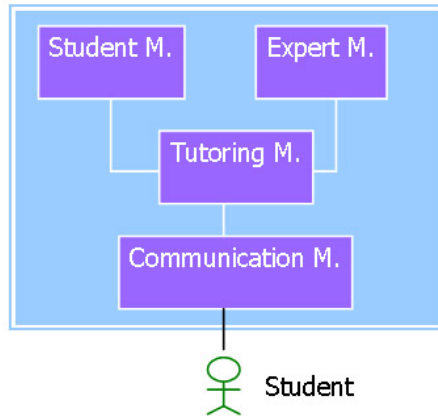 Student M.
Expert M.
Tutoring M.
Communication M.
Student